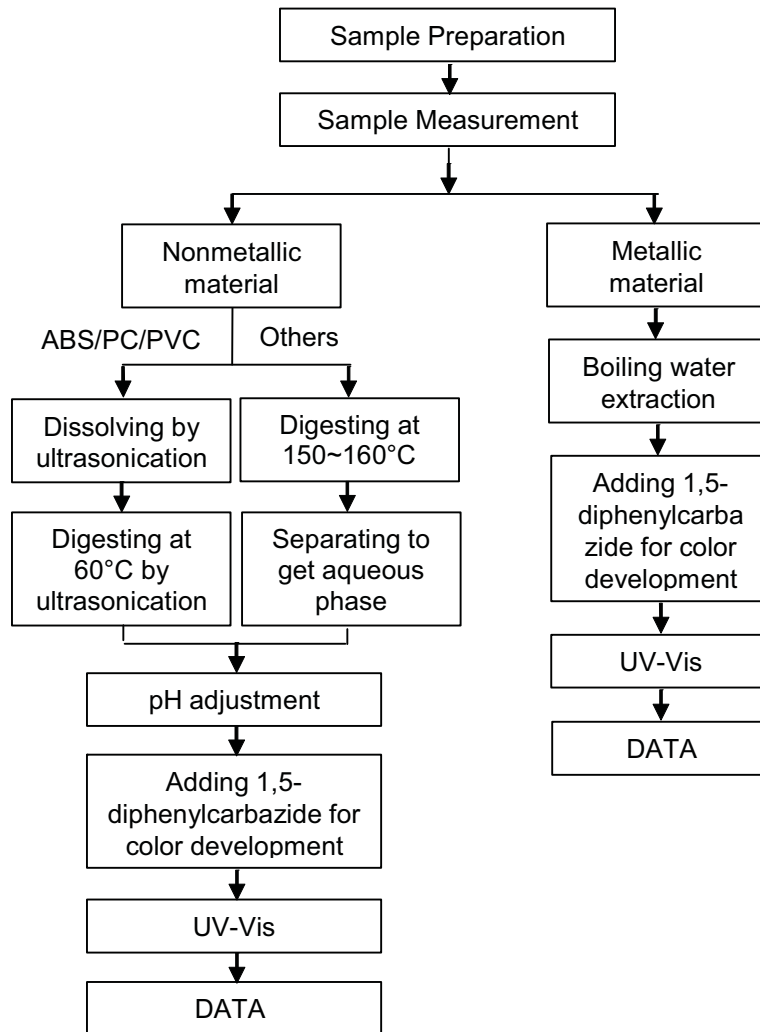 Sample Preparation
Sample Measurement
Nonmetallic
material
ABS/PC/PVC
Others
Dissolving by
ultrasonication
Digesting at
150~160°C
Digesting at
60°C by
ultrasonication
Separating to
get aqueous
phase
pH adjustment
Adding 1,5-
diphenylcarbazide for
color development
UV-Vis
DATA
Metallic
material
Boiling water
extraction
Adding 1,5-
diphenylcarba
zide for color
development
UV-Vis
DATA